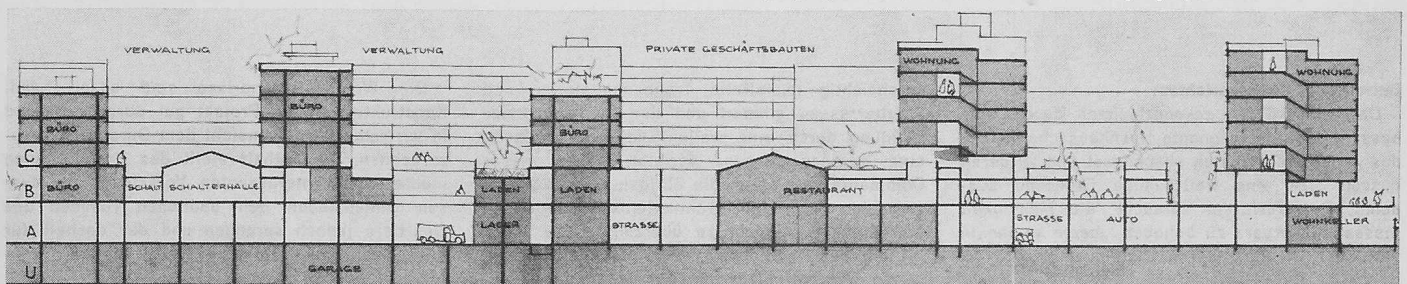 VERWALTUNG VERWALTUNG PRIVATE GESCHÄFTSBAUTEN
WOHNUNG WOHNUNG
BÜRO
BÜRO BÜRO
C
B BÜRO SCHALT SCHALTERHALLE LADEN LADEN RESTAURANT LADEN
A LAGER STRASSE STRASSE AUTO WOHNKELLER
U GARAGE